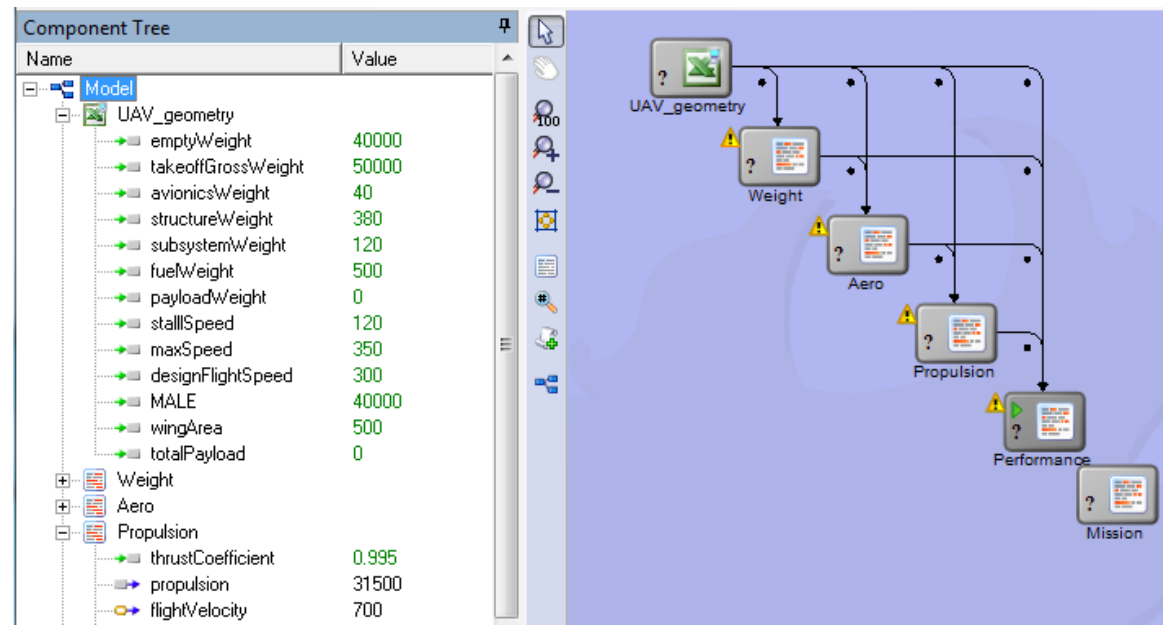 Component Tree
Name Value
Model
UAV_geometry
emptyWeight 40000
takeoffGrossWeight 50000
avionicsWeight 40
structureWeight 380
subsystemWeight 120
fuelWeight 500
payloadWeight 0
stalllSpeed 120
maxSpeed 350
designFlightSpeed 300
MALE 40000
wingArea 500
totalPayload 0
Weight
Aero
Propulsion
thrustCoefficient 0.995
propulsion 31500
flightVelocity 700
100
?
UAV_geometry
?
Weight
?
Aero
?
Propulsion
?
Performance
?
Mission